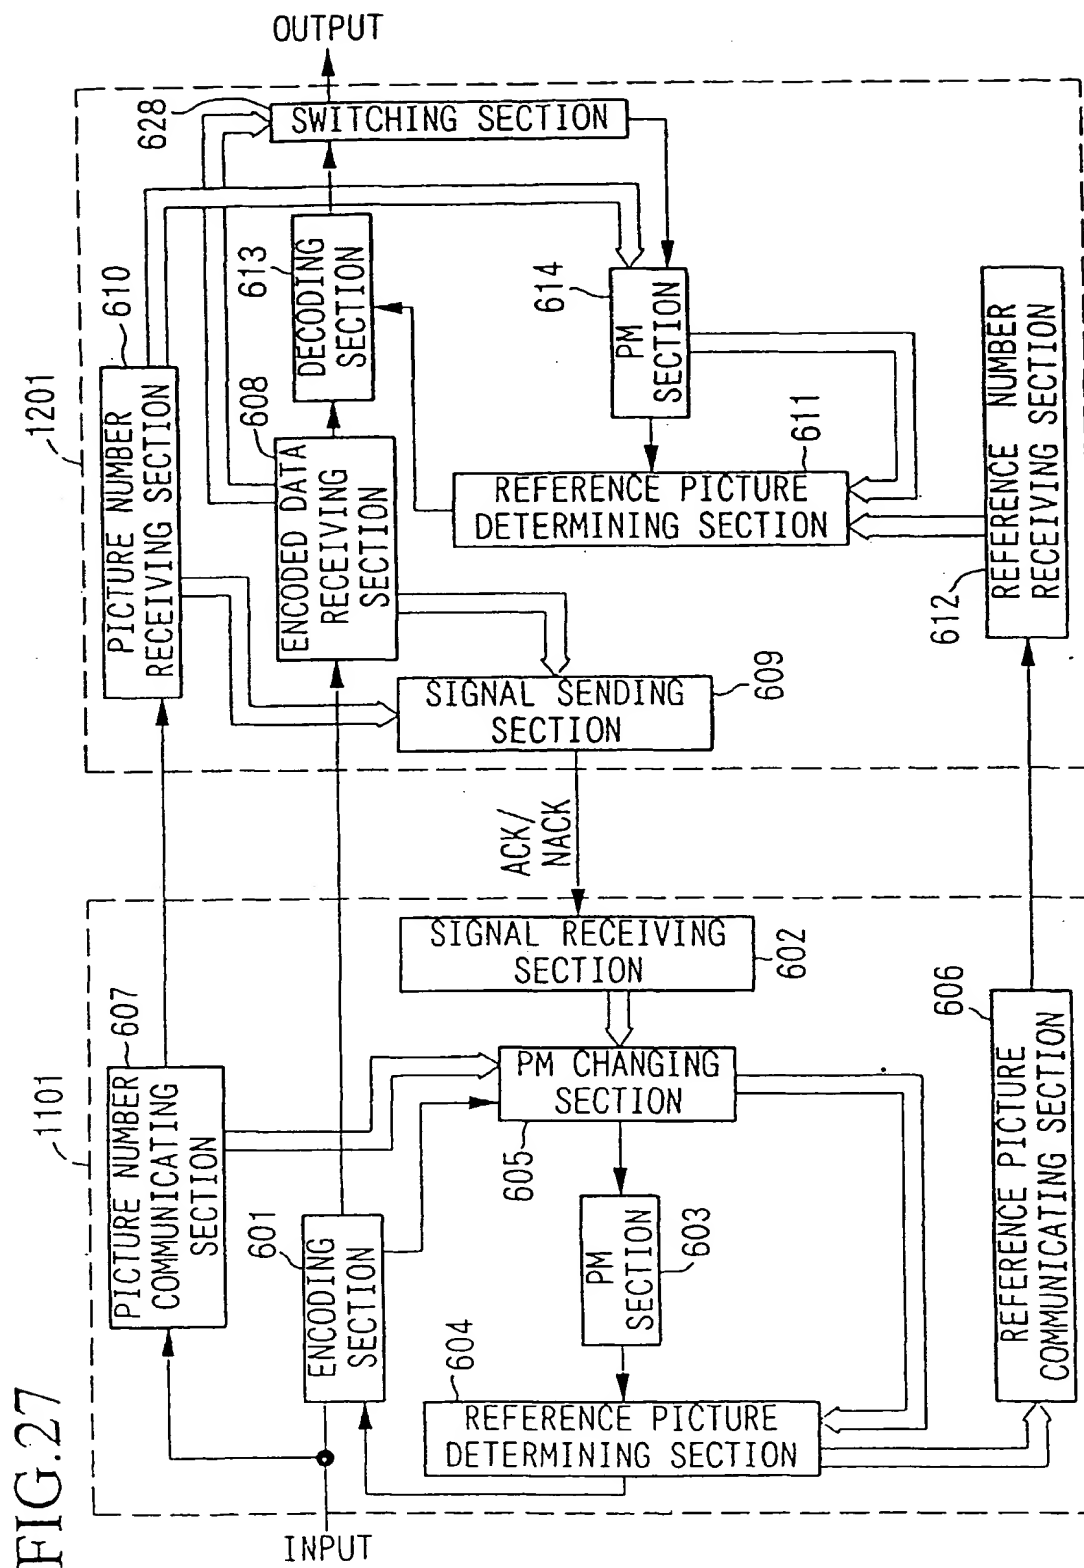 FIG.27
1101
1201
PICTURE NUMBER
COMMUNICATING
SECTION
607
PICTURE NUMBER
RECEIVING SECTION
610
628
INPUT
ENCODING
SECTION
601
ENCODED DATA
RECEIVING
SECTION
608
DECODING
SECTION
613
SWITCHING SECTION
OUTPUT
SIGNAL RECEIVING
SECTION
602
ACK/
NACK
SIGNAL SENDING
SECTION
609
PM CHANGING
SECTION
605
PM
SECTION
603
REFERENCE PICTURE
DETERMINING SECTION
604
REFERENCE PICTURE
DETERMINING SECTION
611
PM
SECTION
614
REFERENCE PICTURE
COMMUNICATING SECTION
606
REFERENCE NUMBER
RECEIVING SECTION
612